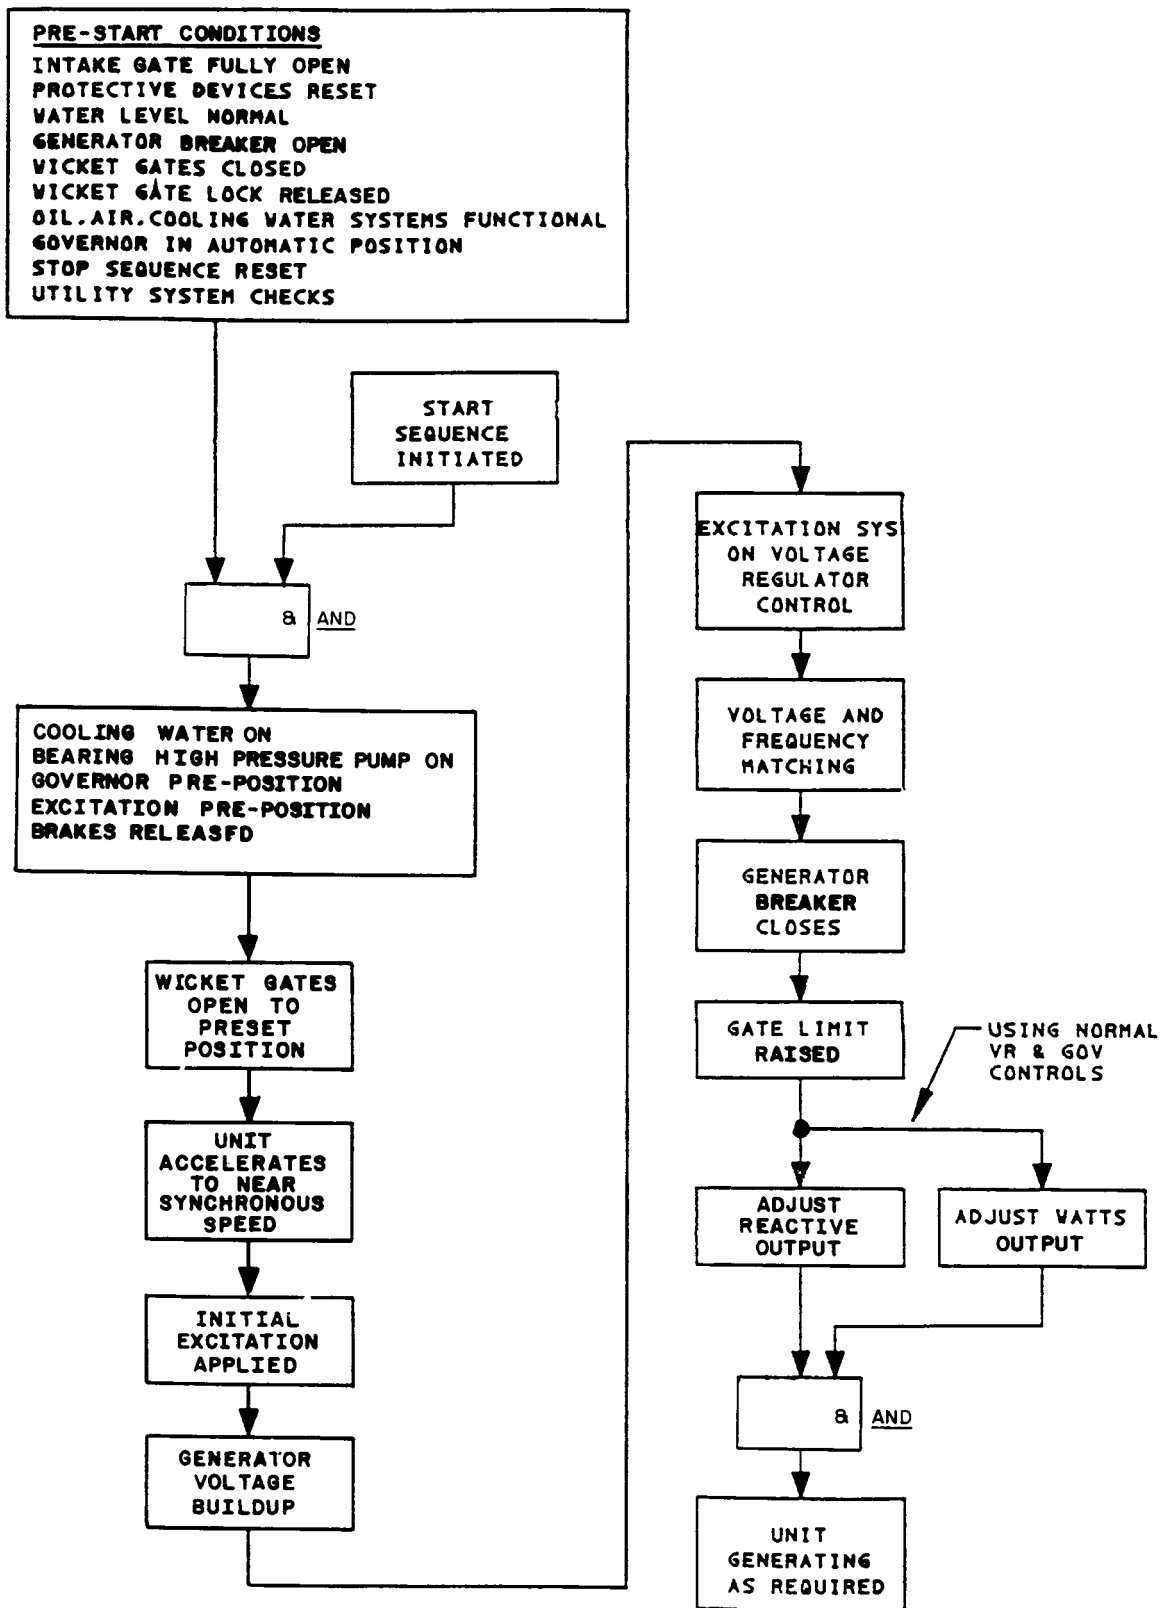 PRE-START CONDITIONS
INTAKE GATE FULLY OPEN
PROTECTIVE DEVICES RESET
WATER LEVEL NORMAL
GENERATOR BREAKER OPEN
WICKET GATES CLOSED
WICKET GATE LOCK RELEASED
OIL.AIR.COOLING WATER SYSTEMS FUNCTIONAL
GOVERNOR IN AUTOMATIC POSITION
STOP SEQUENCE RESET
UTILITY SYSTEM CHECKS
START
SEQUENCE
INITIATED
& AND
COOLING WATER ON
BEARING HIGH PRESSURE PUMP ON
GOVERNOR PRE-POSITION
EXCITATION PRE-POSITION
BRAKES RELEASFD
WICKET GATES
OPEN TO
PRESET
POSITION
UNIT
ACCELERATES
TO NEAR
SYNCHRONOUS
SPEED
INITIAL
EXCITATION
APPLIED
GENERATOR
VOLTAGE
BUILDUP
EXCITATION SYS
ON VOLTAGE
REGULATOR
CONTROL
VOLTAGE AND
FREQUENCY
MATCHING
GENERATOR
BREAKER
CLOSES
GATE LIMIT
RAISED
USING NORMAL
VR & GOV
CONTROLS
ADJUST
REACTIVE
OUTPUT
ADJUST WATTS
OUTPUT
& AND
UNIT
GENERATING
AS REQUIRED